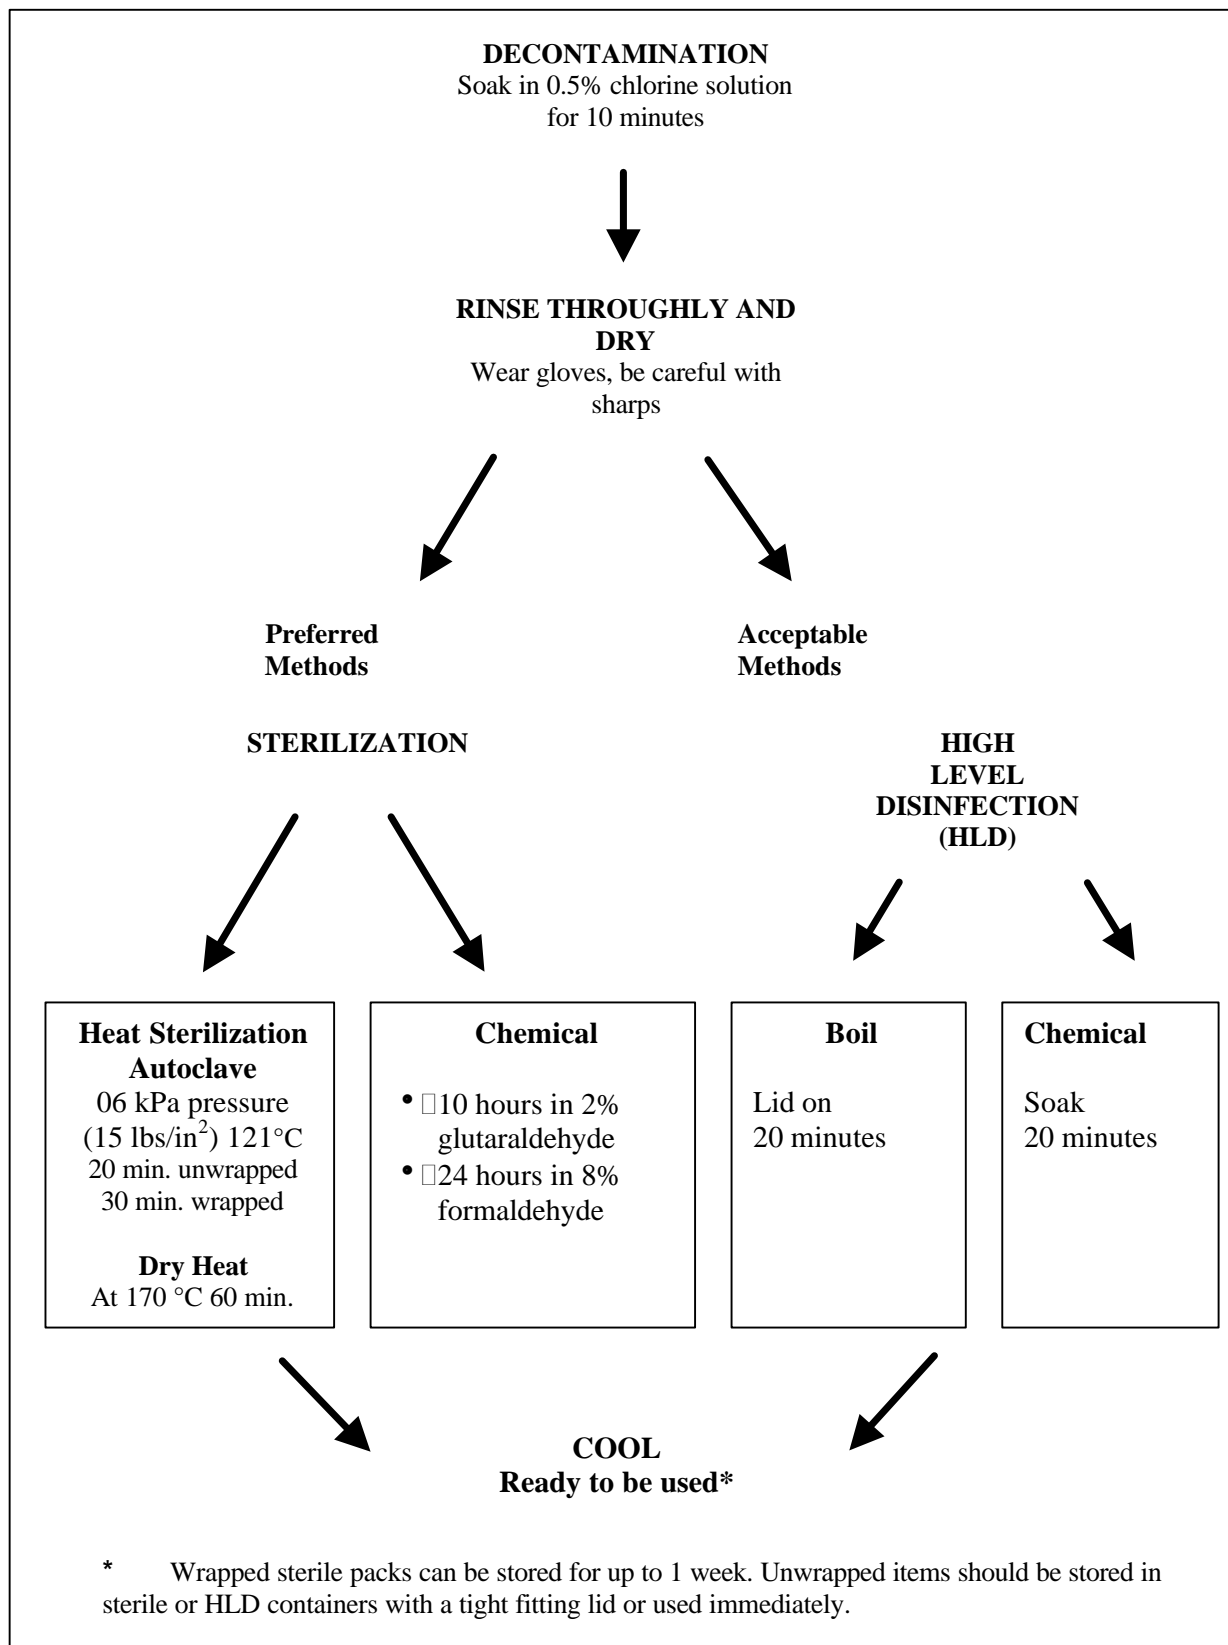 DECONTAMINATION
Soak in 0.5% chlorine solution
for 10 minutes
RINSE THROUGHLY AND
DRY
Wear gloves, be careful with
sharps
Preferred
Methods
Acceptable
Methods
STERILIZATION
HIGH
LEVEL
DISINFECTION
(HLD)
Heat Sterilization
Autoclave
06 kPa pressure
(15 lbs/in²) 121°C
20 min. unwrapped
30 min. wrapped
Dry Heat
At 170 °C 60 min.
Chemical
• □10 hours in 2%
glutaraldehyde
• □24 hours in 8%
formaldehyde
Boil
Lid on
20 minutes
Chemical
Soak
20 minutes
COOL
Ready to be used*
* Wrapped sterile packs can be stored for up to 1 week. Unwrapped items should be stored in
sterile or HLD containers with a tight fitting lid or used immediately.